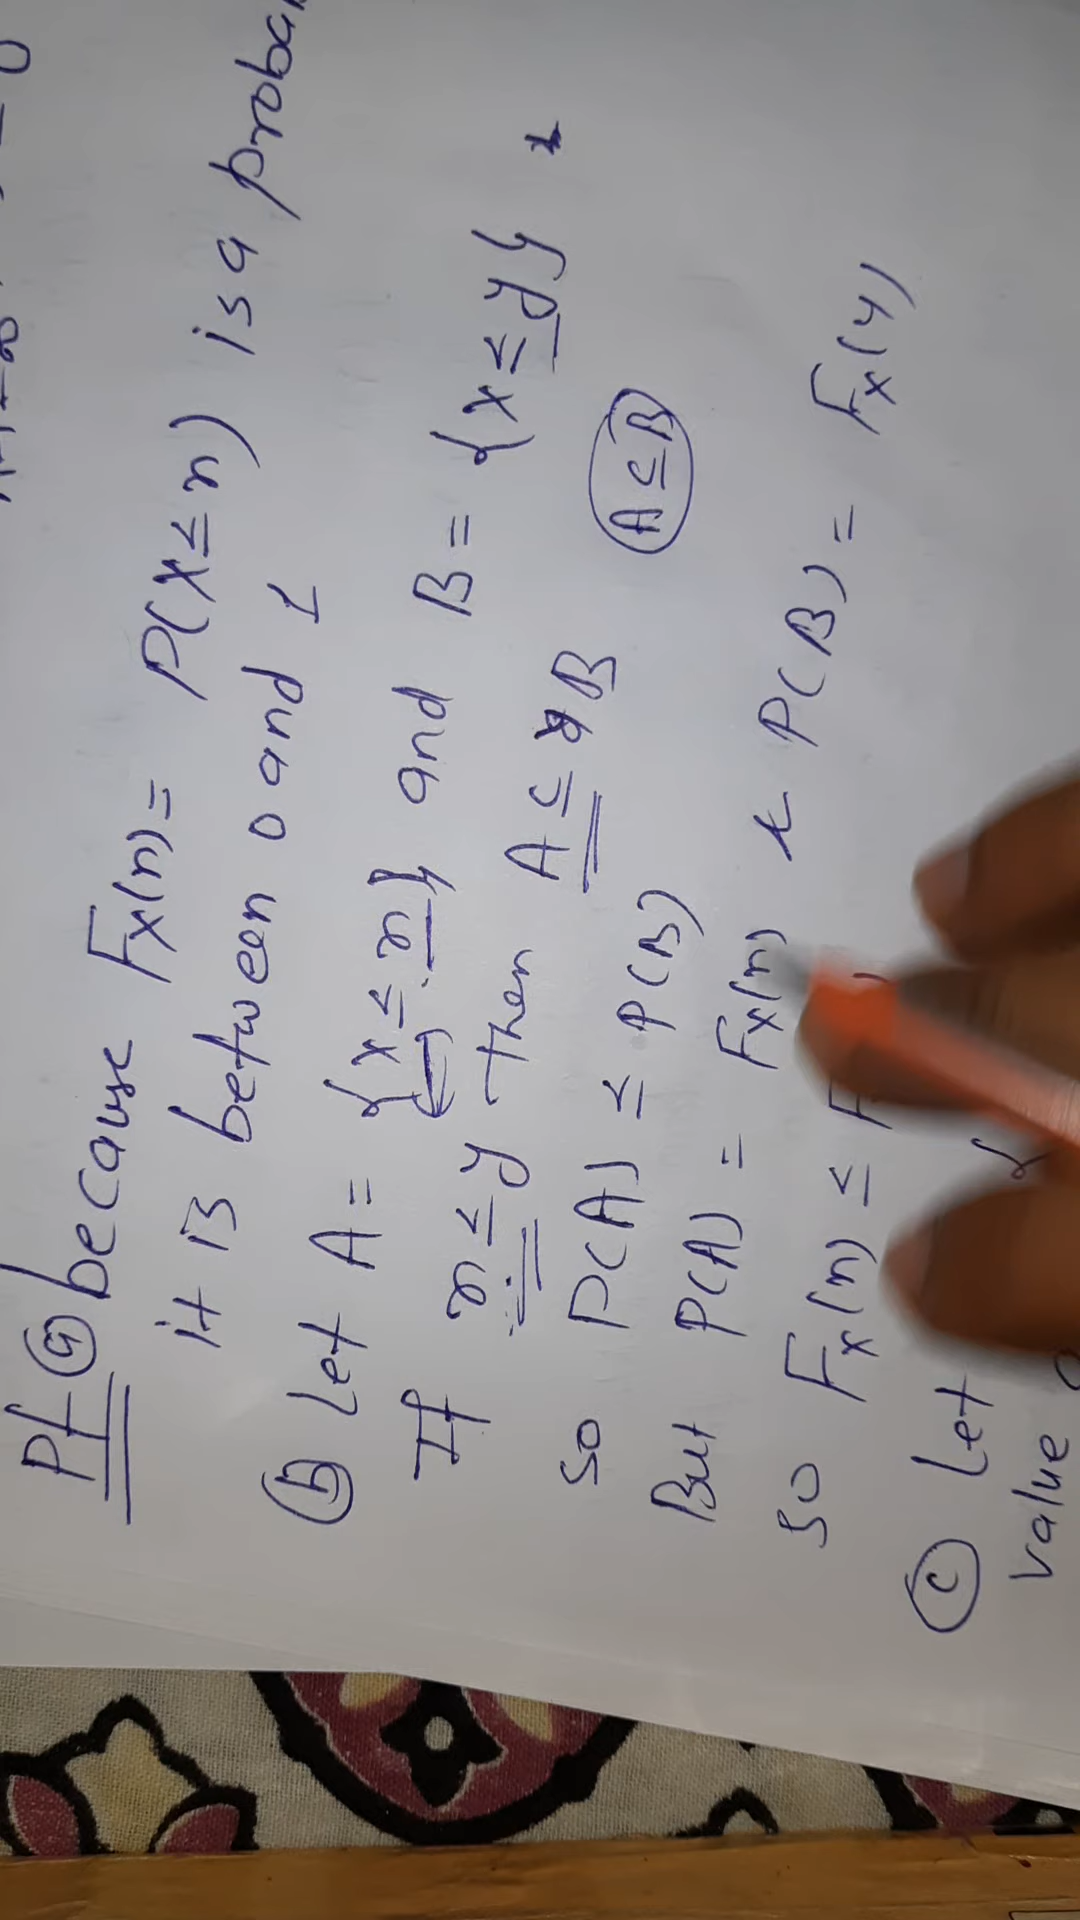 Pf (a) because Fx(x) = P(X ≤ x) is a
it is between 0 and 1
(b) Let A = {X ≤ x} and B = {X ≤ y}
If x ≤ y then A ⊆ B
A ⊆ B
So P(A) ≤ P(B)
But P(A) = Fx(x) & P(B) = Fx(y)
So Fx(x) ≤ F
(c) Let
value